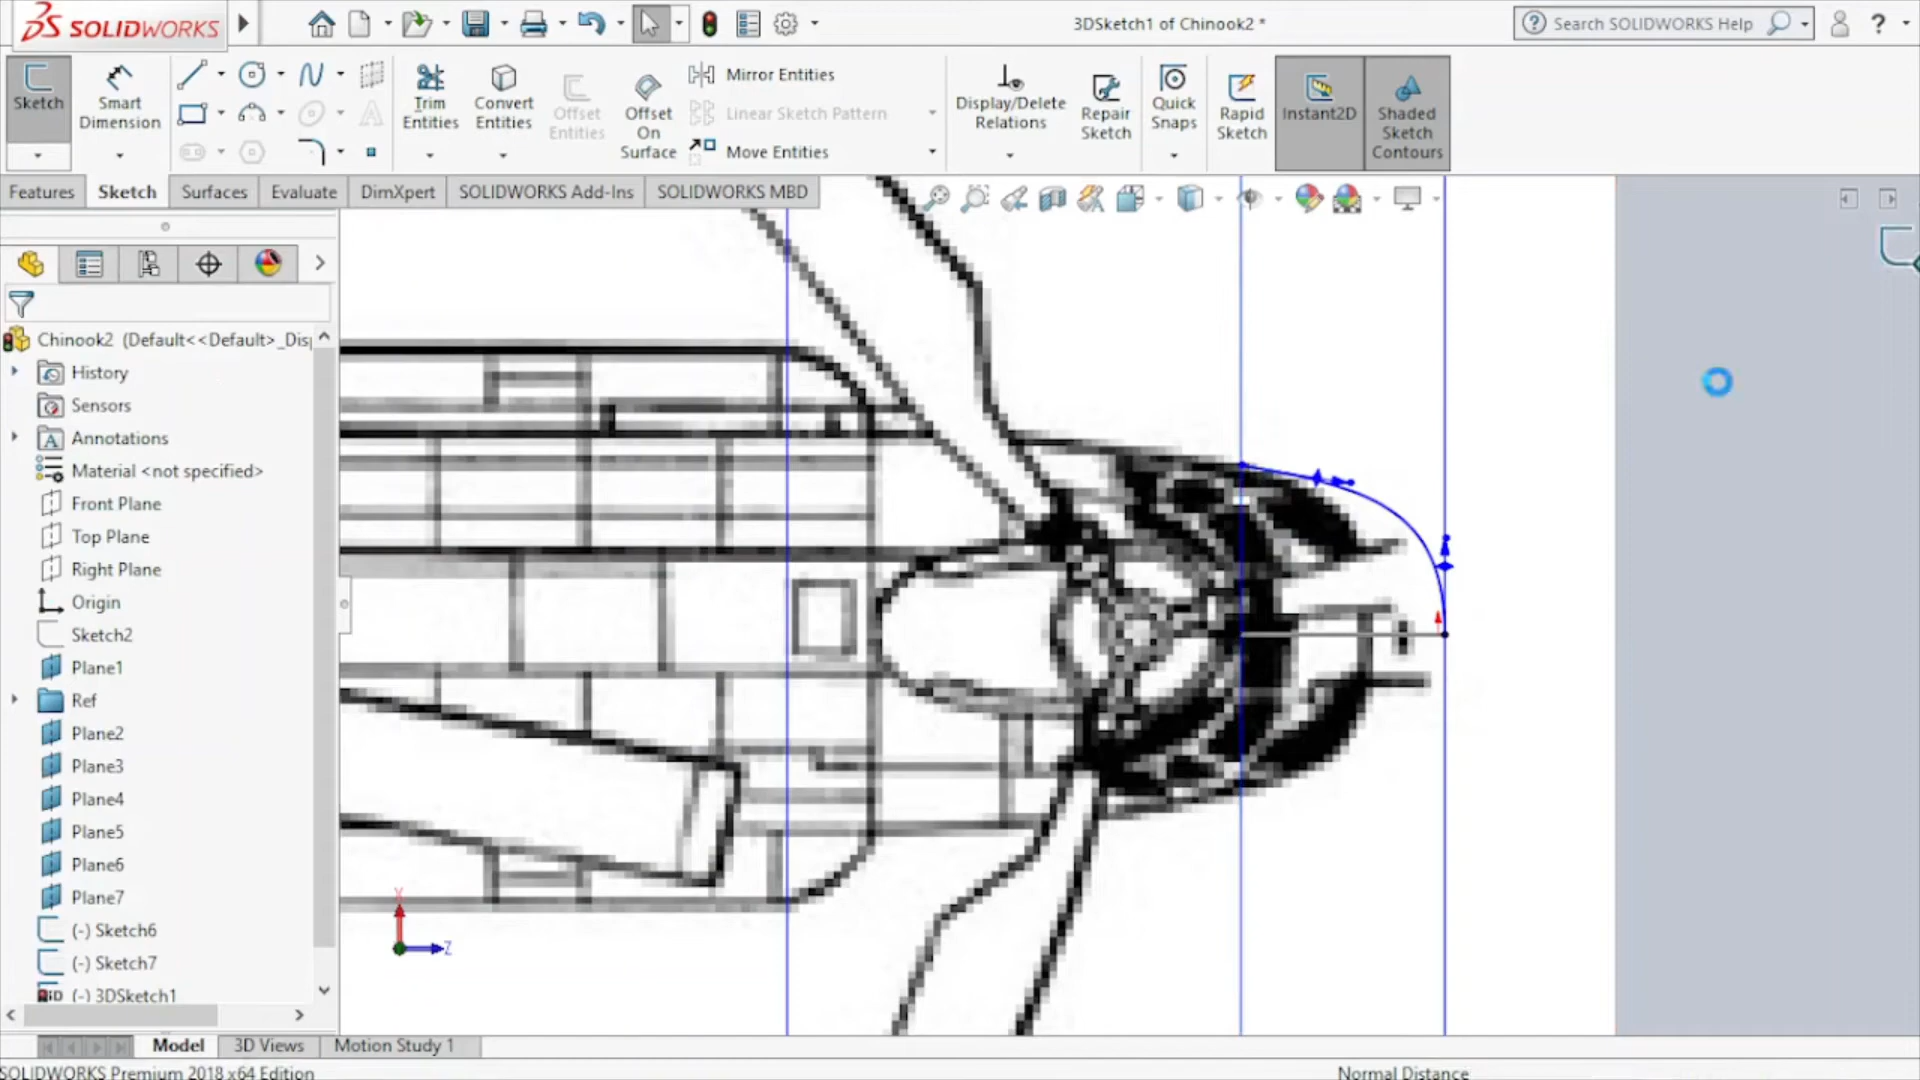 SOLIDWORKS
3DSketch1 of Chinook2 *
Search SOLIDWORKS Help
Sketch
Smart Dimension
Trim Entities
Convert Entities
Offset Entities
Offset On Surface
Mirror Entities
Linear Sketch Pattern
Move Entities
Display/Delete Relations
Repair Sketch
Quick Snaps
Rapid Sketch
Instant2D
Shaded Sketch Contours
Features
Sketch
Surfaces
Evaluate
DimXpert
SOLIDWORKS Add-Ins
SOLIDWORKS MBD
Chinook2 (Default<<Default>_Disp
History
Sensors
Annotations
Material <not specified>
Front Plane
Top Plane
Right Plane
Origin
Sketch2
Plane1
Ref
Plane2
Plane3
Plane4
Plane5
Plane6
Plane7
(-) Sketch6
(-) Sketch7
(-) 3DSketch1
Y
Z
Model
3D Views
Motion Study 1
SOLIDWORKS Premium 2018 x64 Edition
Normal Distance